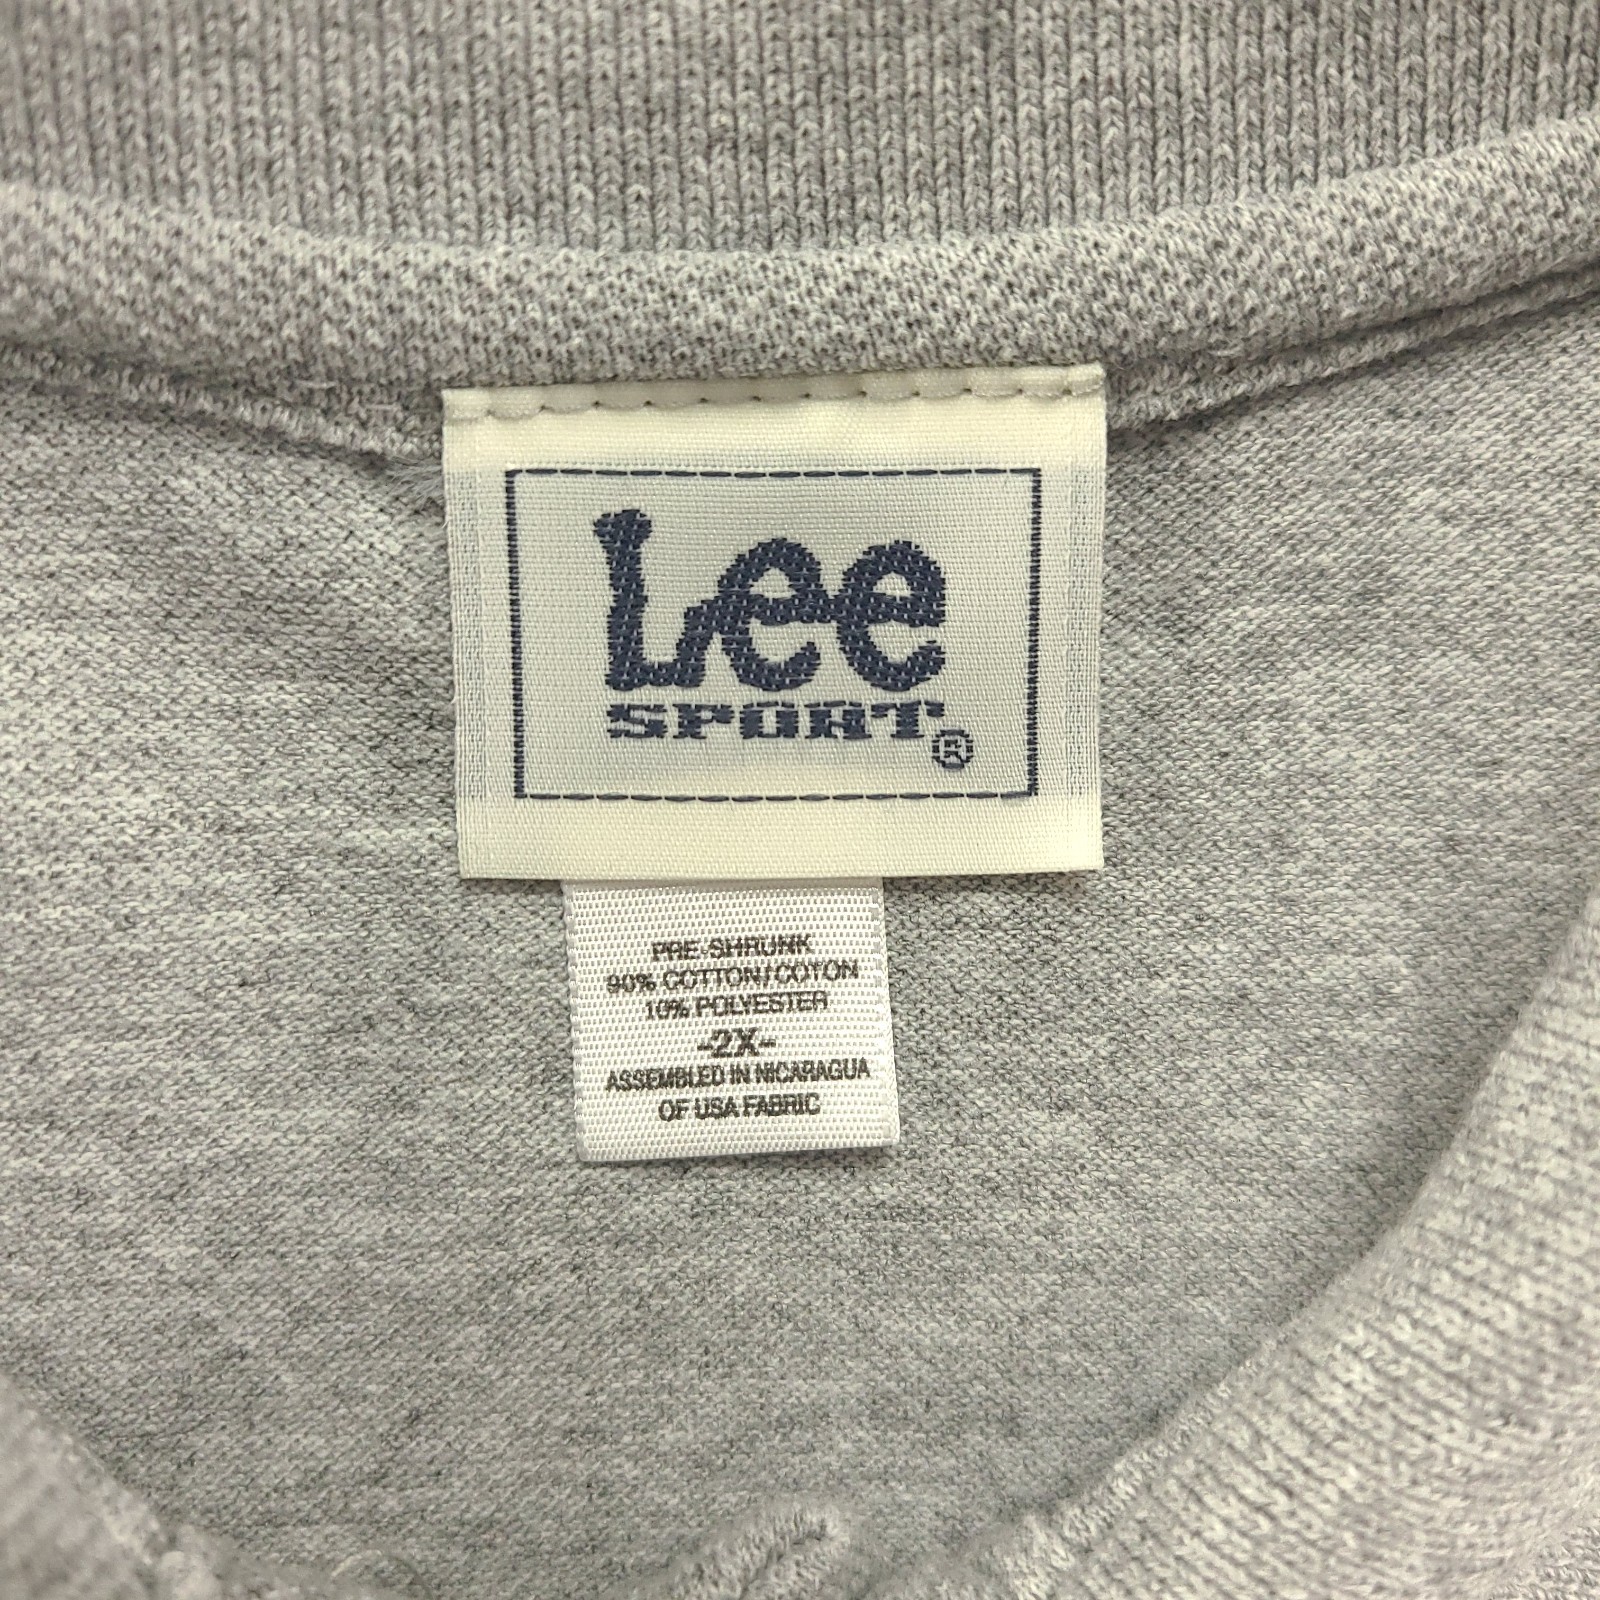 Lee
SPORT®
PRE-SHRUNK
90% COTTON/COTON
10% POLYESTER
-2X-
ASSEMBLED IN NICARAGUA
OF USA FABRIC